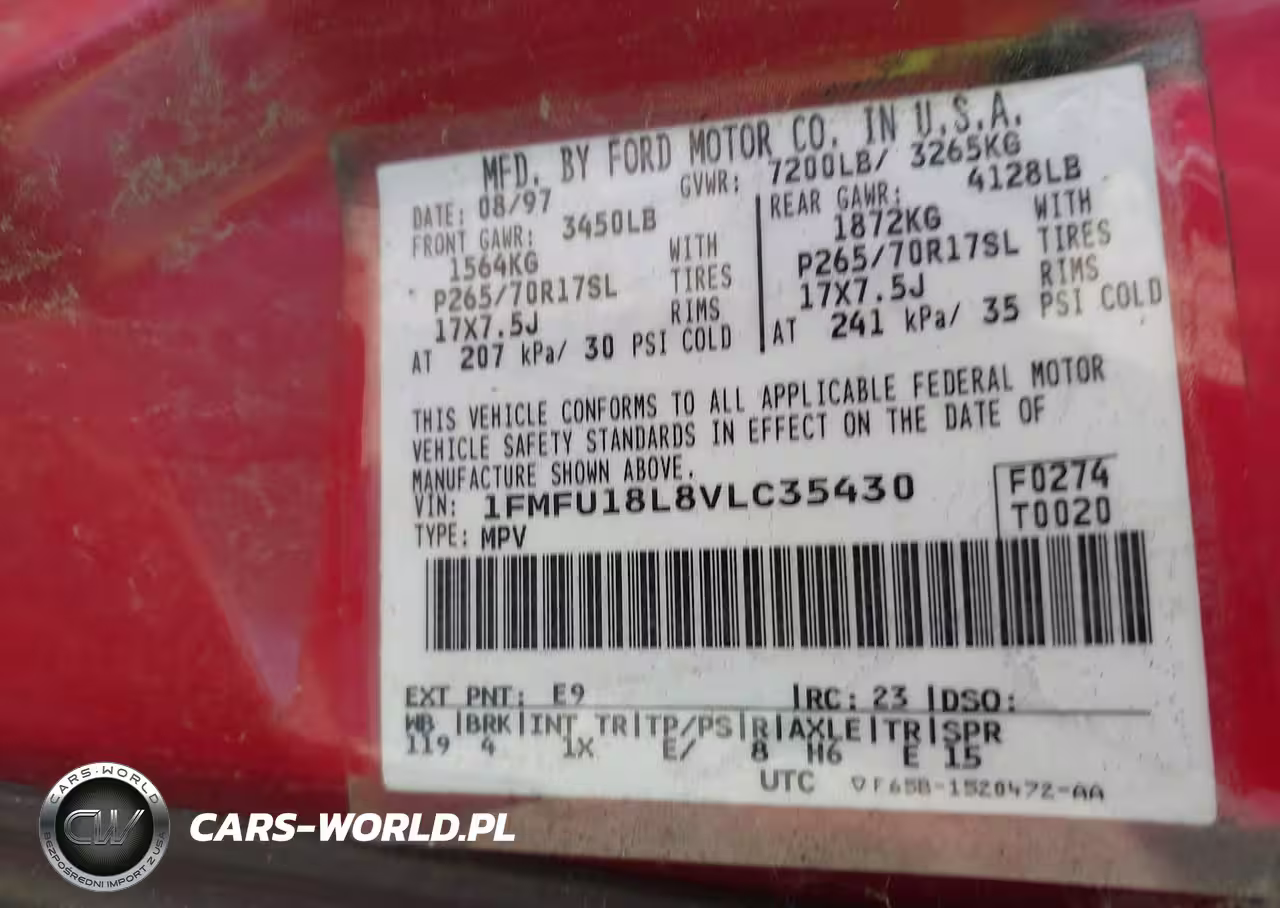 MFD. BY FORD MOTOR CO. IN U.S.A.
DATE: 08/97 GVWR: 7200LB/ 3265KG
FRONT GAWR: 3450LB REAR GAWR: 4128LB
1564KG WITH 1872KG WITH
P265/70R17SL TIRES P265/70R17SL TIRES
17X7.5J RIMS 17X7.5J RIMS
AT 207 kPa/ 30 PSI COLD AT 241 kPa/ 35 PSI COLD
THIS VEHICLE CONFORMS TO ALL APPLICABLE FEDERAL MOTOR
VEHICLE SAFETY STANDARDS IN EFFECT ON THE DATE OF
MANUFACTURE SHOWN ABOVE.
VIN: 1FMFU18L8VLC35430 F0274
TYPE: MPV T0020
EXT PNT: E9 |RC: 23 |DSO:
WB |BRK|INT TR|TP/PS|R|AXLE|TR|SPR
119 4 1X E/ 8 H6 E 15
UTC ▽F65B-1520472-AA
CARS-WORLD
CW
BEZPOŚREDNI IMPORT Z USA
CARS-WORLD.PL